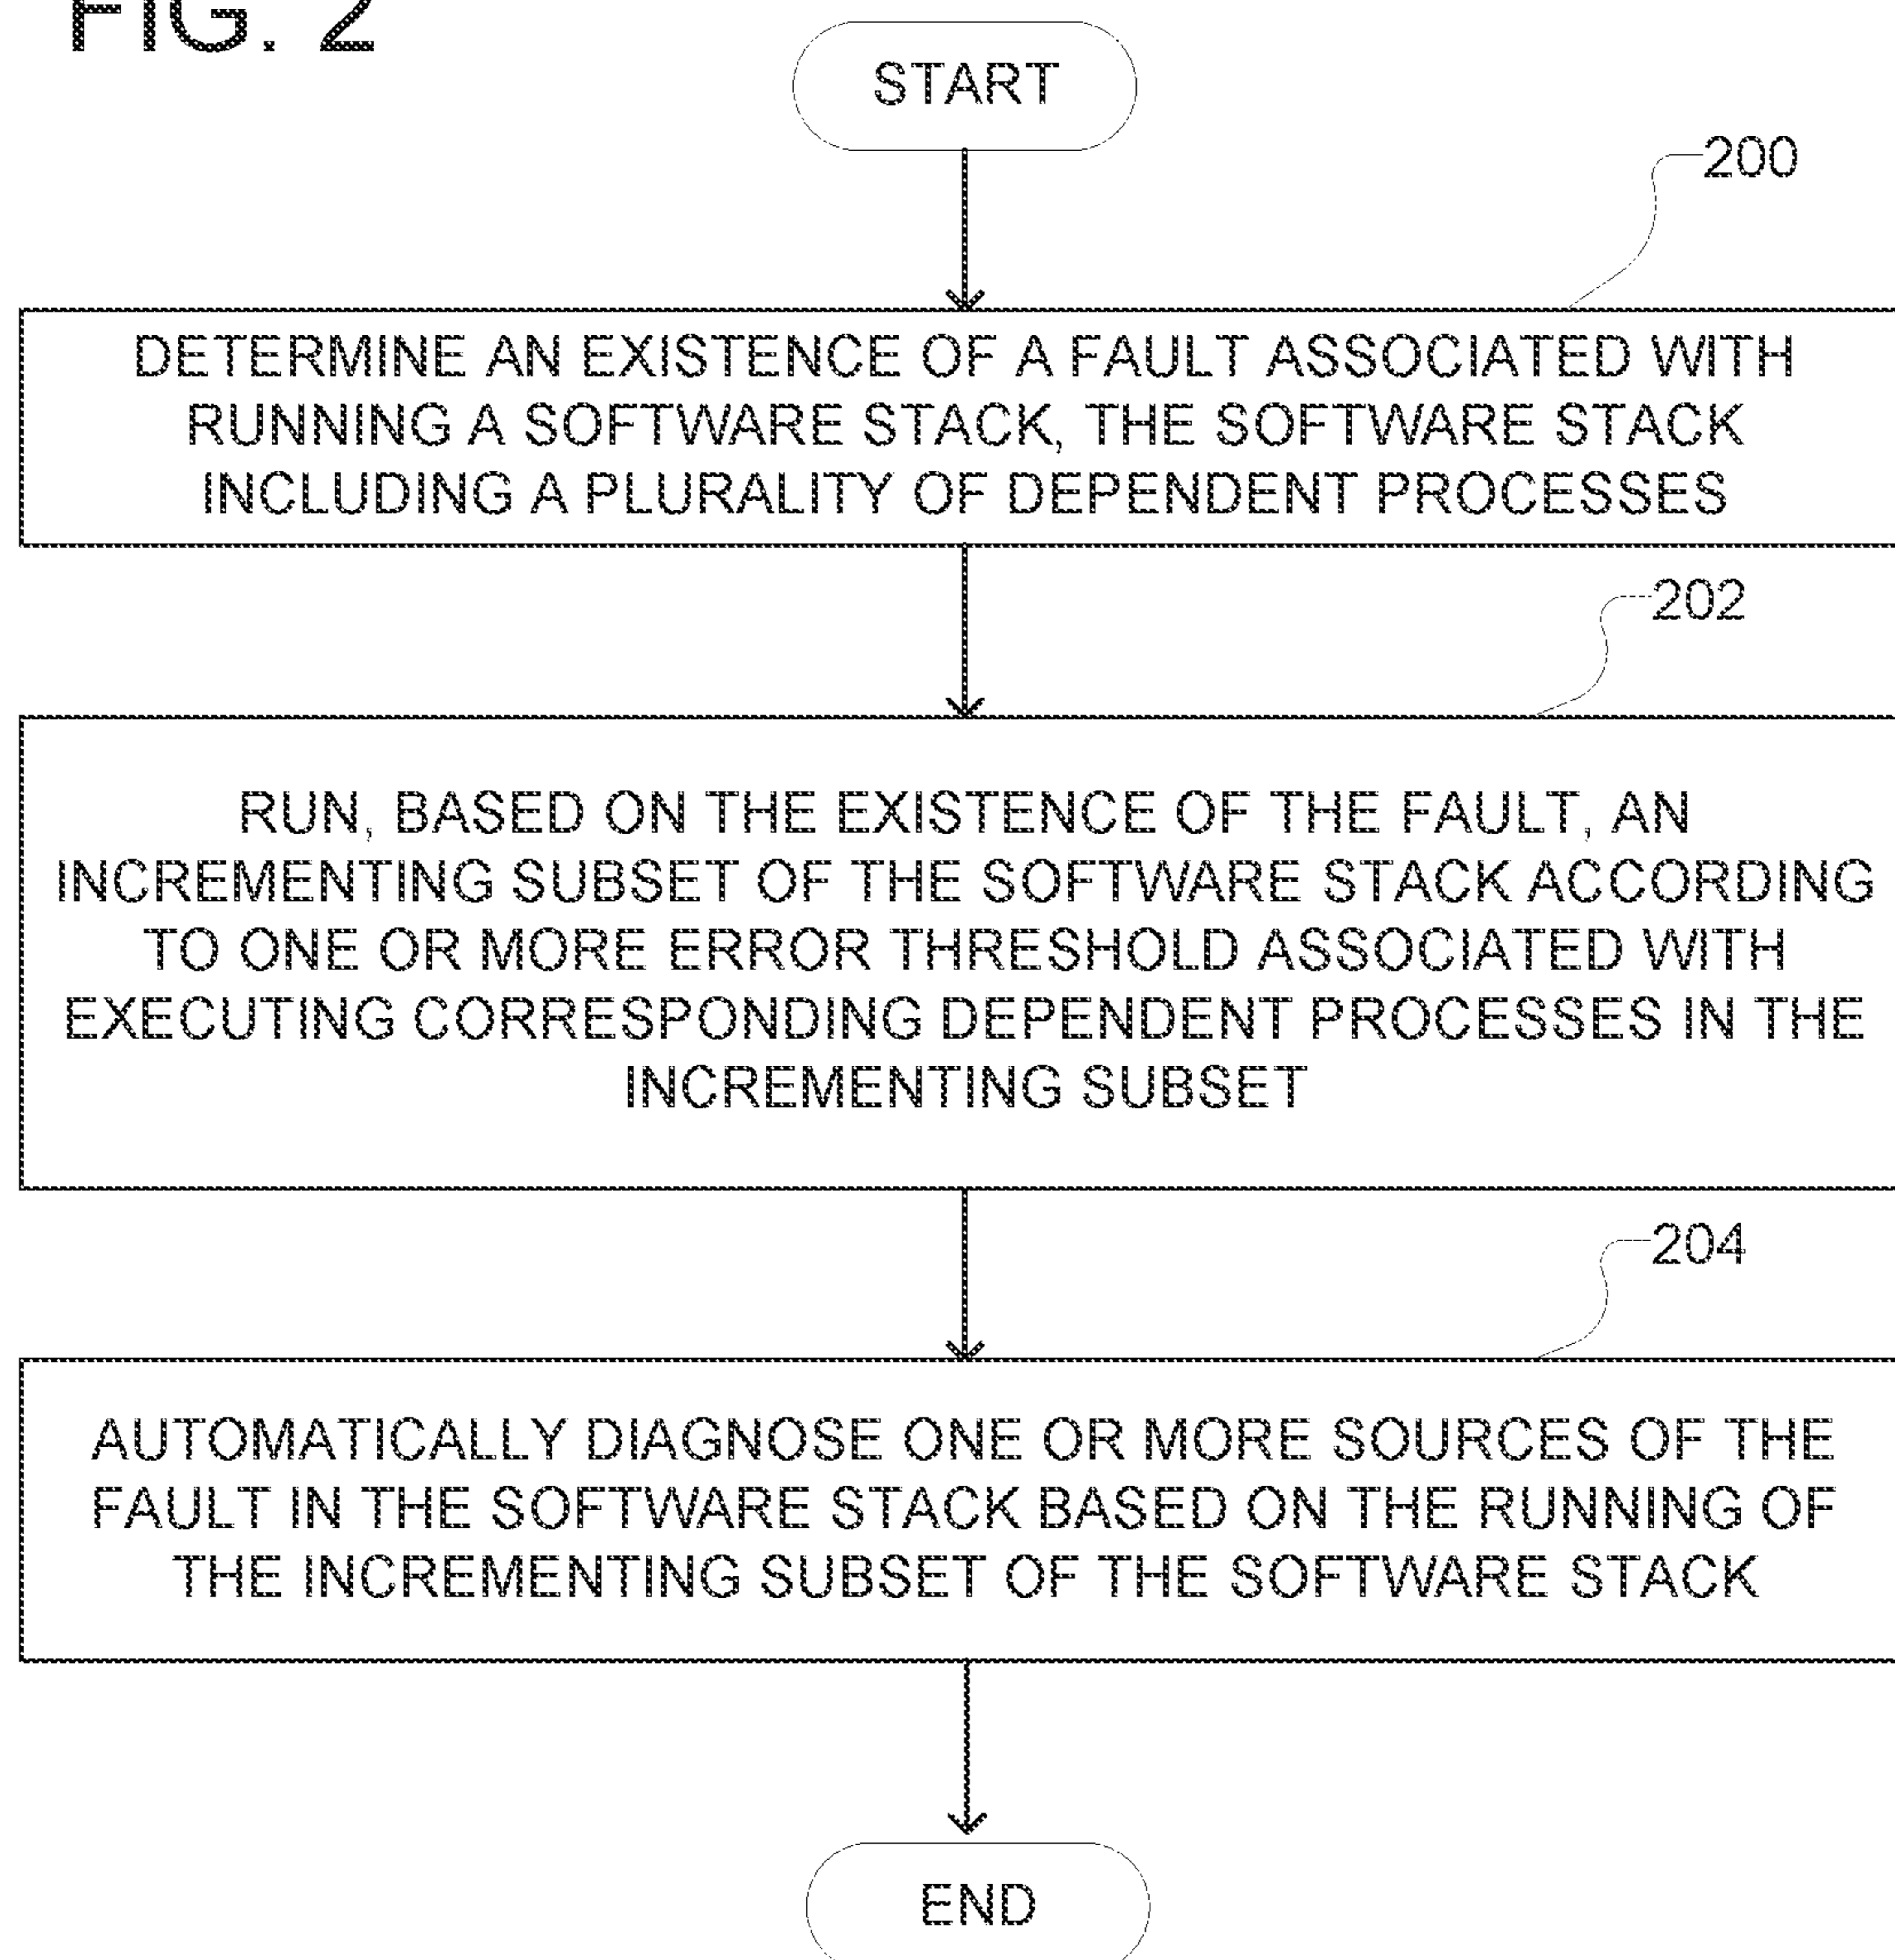 FIG. 2
START
200
DETERMINE AN EXISTENCE OF A FAULT ASSOCIATED WITH
RUNNING A SOFTWARE STACK, THE SOFTWARE STACK
INCLUDING A PLURALITY OF DEPENDENT PROCESSES
202
RUN, BASED ON THE EXISTENCE OF THE FAULT, AN
INCREMENTING SUBSET OF THE SOFTWARE STACK ACCORDING
TO ONE OR MORE ERROR THRESHOLD ASSOCIATED WITH
EXECUTING CORRESPONDING DEPENDENT PROCESSES IN THE
INCREMENTING SUBSET
204
AUTOMATICALLY DIAGNOSE ONE OR MORE SOURCES OF THE
FAULT IN THE SOFTWARE STACK BASED ON THE RUNNING OF
THE INCREMENTING SUBSET OF THE SOFTWARE STACK
END